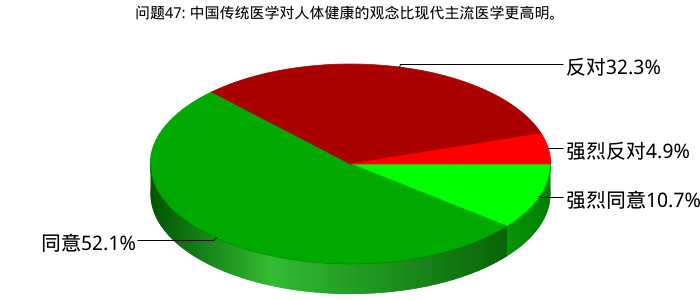 问题47: 中国传统医学对人体健康的观念比现代主流医学更高明。
反对32.3%
强烈反对4.9%
强烈同意10.7%
同意52.1%